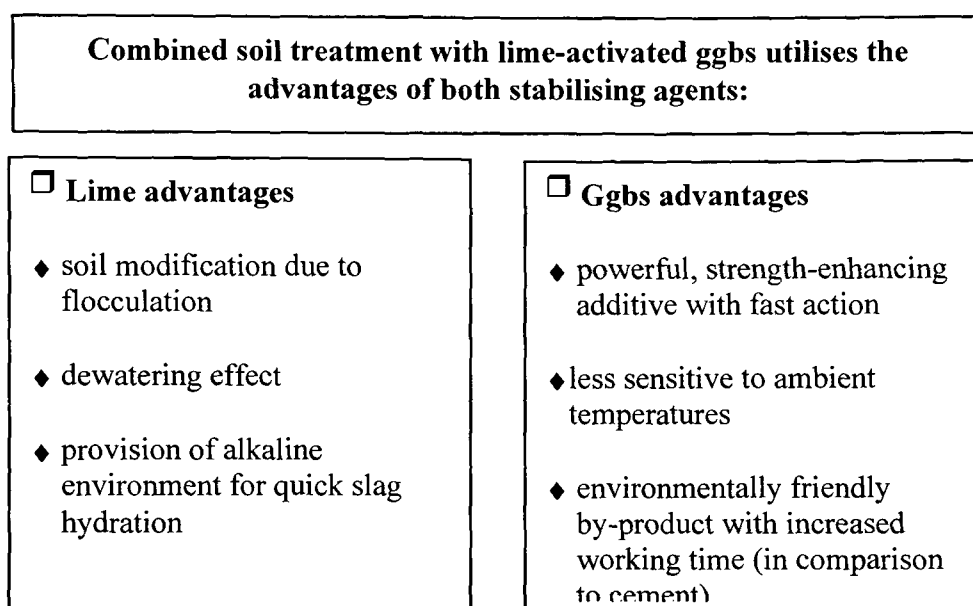 Combined soil treatment with lime-activated ggbs utilises the
advantages of both stabilising agents:
❒ Lime advantages
♦ soil modification due to
flocculation
♦ dewatering effect
♦ provision of alkaline
environment for quick slag
hydration
❒ Ggbs advantages
♦ powerful, strength-enhancing
additive with fast action
♦ less sensitive to ambient
temperatures
♦ environmentally friendly
by-product with increased
working time (in comparison
to cement)